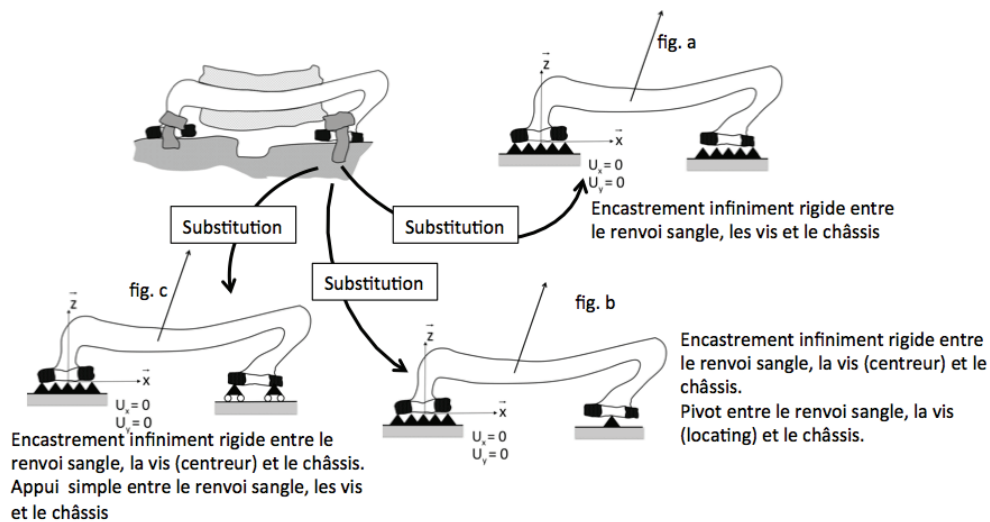 fig. a
z
x
Uₓ= 0
Uᵧ= 0
Encastrement infiniment rigide entre
le renvoi sangle, les vis et le châssis
Substitution
Substitution
Substitution
fig. c
z
x
Uₓ= 0
Uᵧ= 0
Encastrement infiniment rigide entre le
renvoi sangle, la vis (centreur) et le châssis.
Appui simple entre le renvoi sangle, les vis
et le châssis
fig. b
z
x
Uₓ= 0
Uᵧ= 0
Encastrement infiniment rigide entre
le renvoi sangle, la vis (centreur) et le
châssis.
Pivot entre le renvoi sangle, la vis
(locating) et le châssis.